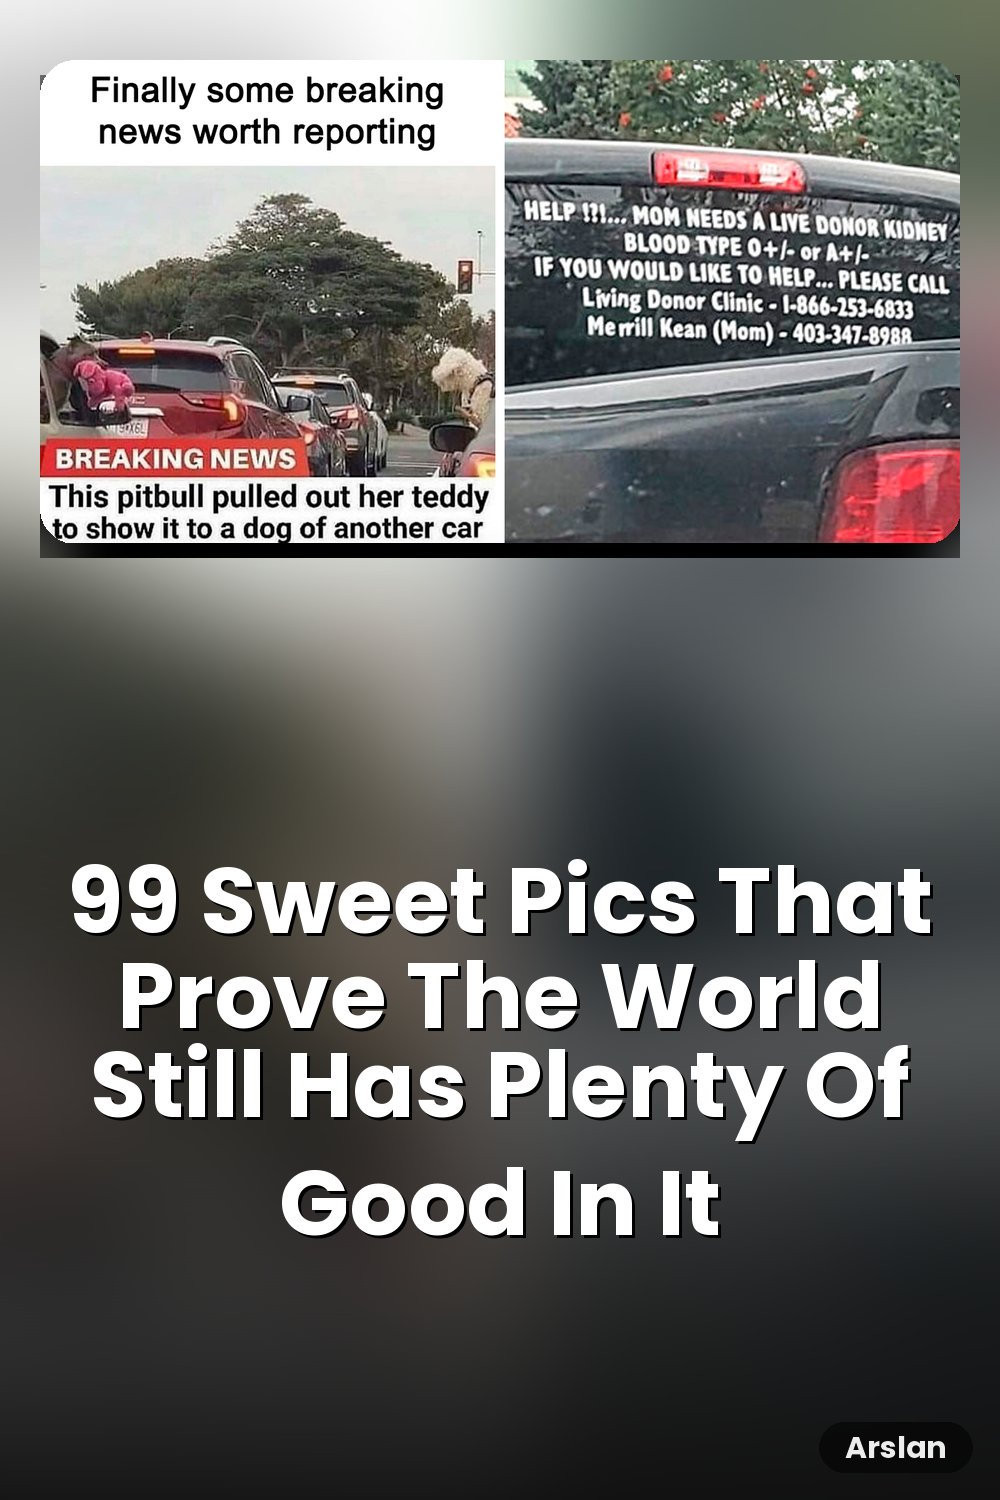 Finally some breaking
news worth reporting
BREAKING NEWS
This pitbull pulled out her teddy
to show it to a dog of another car
HELP !?!... MOM NEEDS A LIVE DONOR KIDNEY
BLOOD TYPE O+/- or A+/-
IF YOU WOULD LIKE TO HELP... PLEASE CALL
Living Donor Clinic - 1-866-253-6833
Merrill Kean (Mom) - 403-347-8988
99 Sweet Pics That
Prove The World
Still Has Plenty Of
Good In It
Arslan